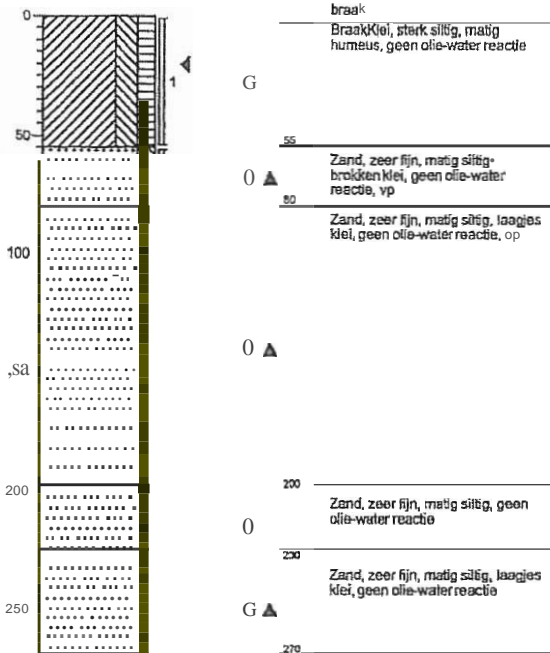 braak
0
BraakKlei, sterk siltig, matig
humeus, geen olie-water reactie
1
G
50
55
Zand, zeer fijn, matig siltig-
brokken klei, geen olie-water
reactie, vp
0
80
Zand, zeer fijn, matig siltig, laagjes
klei, geen olie-water reactie, op
100
0
,sa
200
200
Zand, zeer fijn, matig siltig, geen
olie-water reactie
0
230
Zand, zeer fijn, matig siltig, laagjes
klei, geen olie-water reactie
250
G
270